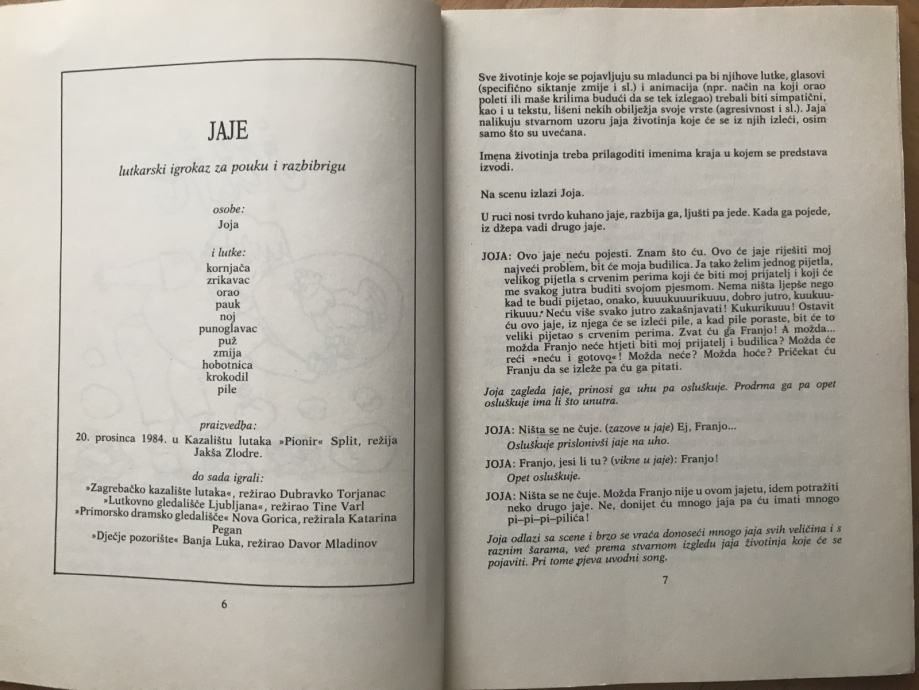 JAJE
lutkarski igrokaz za pouku i razbibrigu
osobe:
Joja
i lutke:
kornjača
zrikavac
orao
pauk
noj
punoglavac
puž
zmija
hobotnica
krokodil
pile
praizvedba:
20. prosinca 1984. u Kazalištu lutaka »Pionir« Split, režija
Jakša Zlodre.
do sada igrali:
»Zagrebačko kazalište lutaka«, režirao Dubravko Torjanac
»Lutkovno gledališče Ljubljana«, režirao Tine Varl
»Primorsko dramsko gledališče« Nova Gorica, režirala Katarina
Pegan
»Dječje pozorište« Banja Luka, režirao Davor Mladinov
6
Sve životinje koje se pojavljuju su mladunci pa bi njihove lutke, glasovi
(specifično siktanje zmije i sl.) i animacija (npr. način na koji orao
poleti ili maše krilima budući da se tek izlegao) trebali biti simpatični,
kao i u tekstu, lišeni nekih obilježja svoje vrste (agresivnost i sl.). Jaja
nalikuju stvarnom uzoru jaja životinja koje će se iz njih izleći, osim
samo što su uvećana.
Imena životinja treba prilagoditi imenima kraja u kojem se predstava
izvodi.
Na scenu izlazi Joja.
U ruci nosi tvrdo kuhano jaje, razbija ga, ljušti pa jede. Kada ga pojede,
iz džepa vadi drugo jaje.
JOJA: Ovo jaje neću pojesti. Znam što ću. Ovo će jaje riješiti moj
najveći problem, bit će moja budilica. Ja tako želim jednog pijetla,
velikog pijetla s crvenim perima koji će biti moj prijatelj i koji će
me svakog jutra buditi svojom pjesmom. Nema ništa ljepše nego
kad te budi pijetao, onako, kuuukuuurikuuu, dobro jutro, kuukuu-
rikuuu. Neću više svako jutro zakašnjavati! Kukurikuuu! Ostavit
ću ovo jaje, iz njega će se izleći pile, a kad pile poraste, bit će to
veliki pijetao s crvenim perima. Zvat ću ga Franjo! A možda...
možda Franjo neće htjeti biti moj prijatelj i budilica? Možda će
reći »neću i gotovo«! Možda neće? Možda hoće? Pričekat ću
Franju da se izleže pa ću ga pitati.
Joja zagleda jaje, prinosi ga uhu pa osluškuje. Prodrma ga pa opet
osluškuje ima li što unutra.
JOJA: Ništa se ne čuje. (zazove u jaje) Ej, Franjo...
Osluškuje prislonivši jaje na uho.
JOJA: Franjo, jesi li tu? (vikne u jaje): Franjo!
Opet osluškuje.
JOJA: Ništa se ne čuje. Možda Franjo nije u ovom jajetu, idem potražiti
neko drugo jaje. Ne, donijet ću mnogo jaja pa ću imati mnogo
pi–pi–pi–pilića!
Joja odlazi sa scene i brzo se vraća donoseći mnogo jaja svih veličina i s
raznim šarama, već prema stvarnom izgledu jaja životinja koje će se
pojaviti. Pri tome pjeva uvodni song.
7